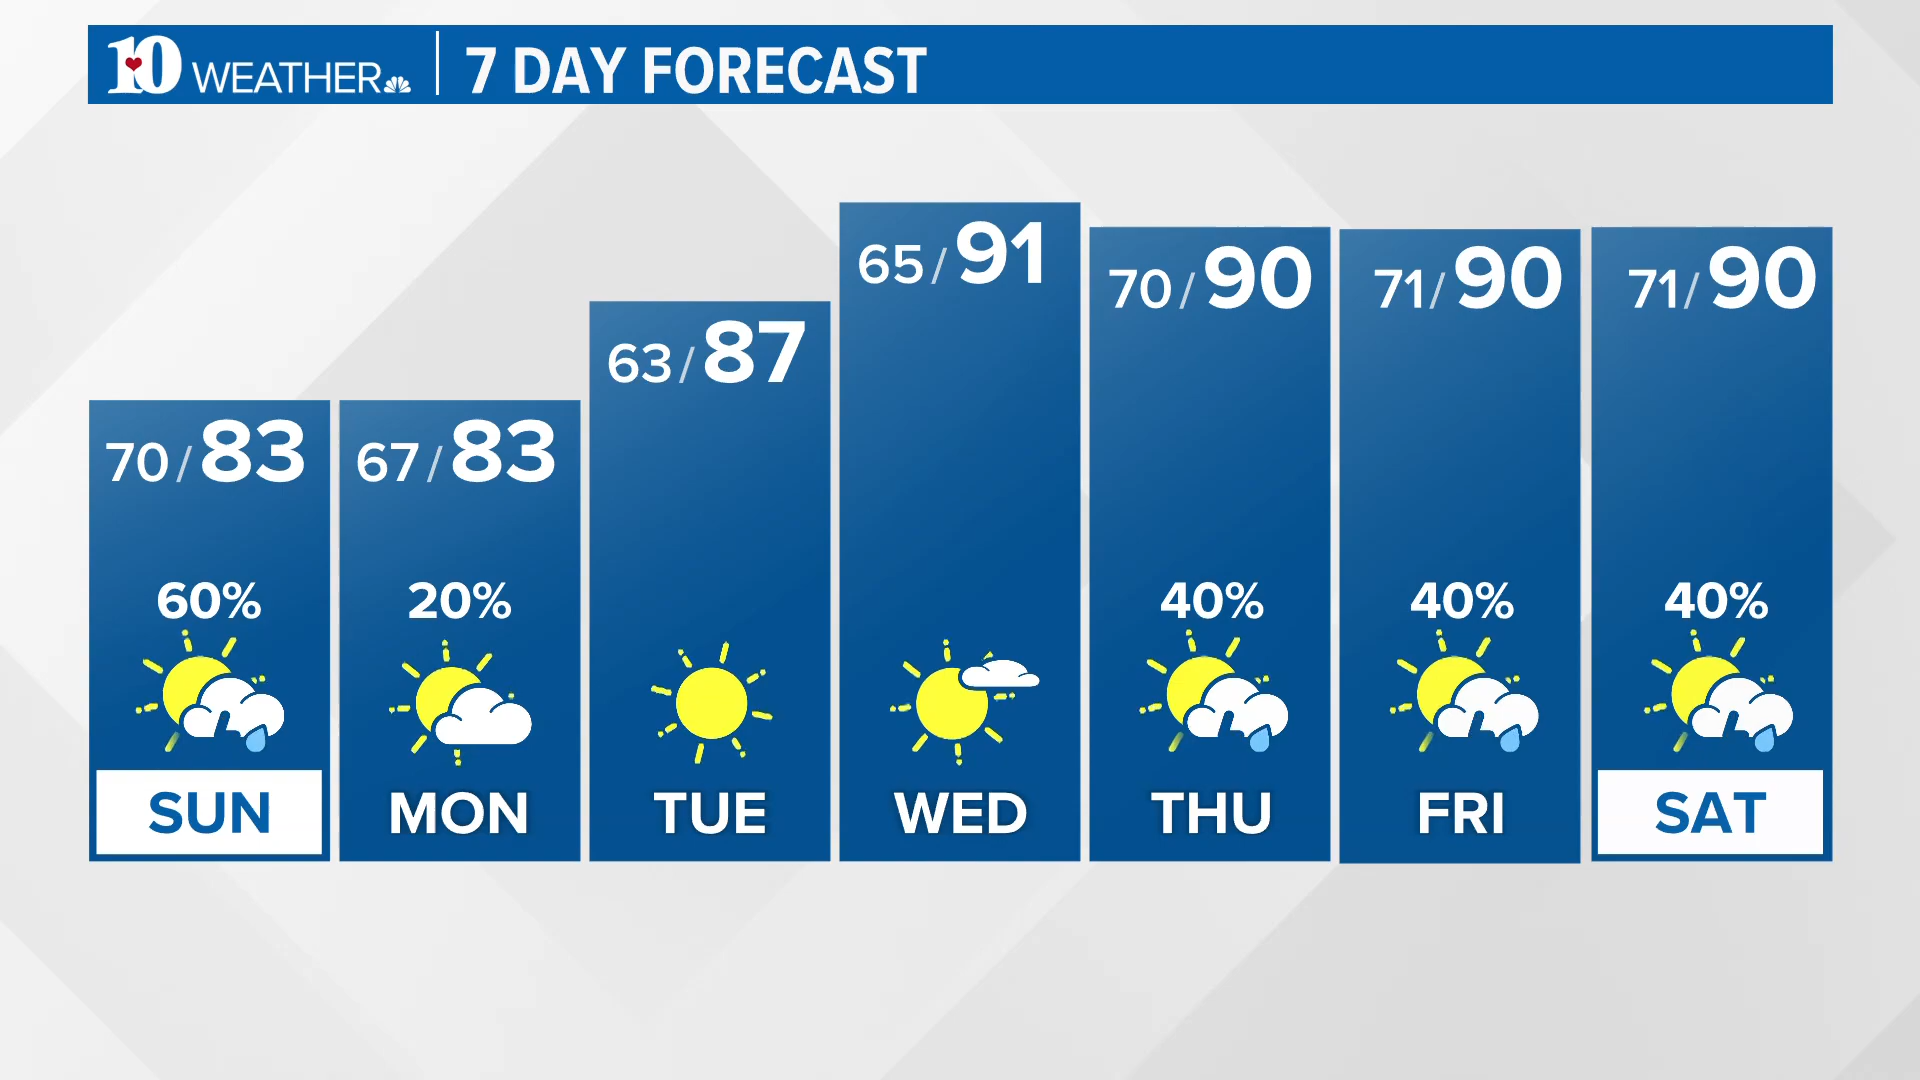 10 WEATHER 7 DAY FORECAST
70/83 67/83 63/87 65/91 70/90 71/90 71/90
60% 20% 40% 40% 40%
SUN MON TUE WED THU FRI SAT